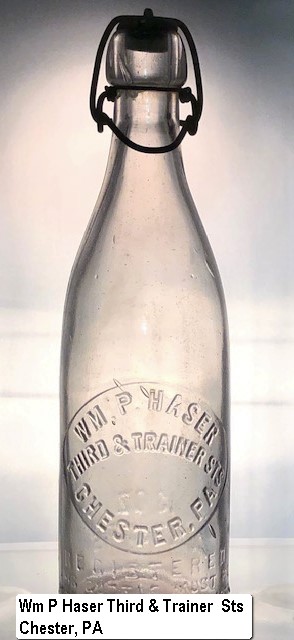 WM. P. HASER
THIRD & TRAINER STS
CHESTER, PA.
REGISTERED
Wm P Haser Third & Trainer Sts
Chester, PA